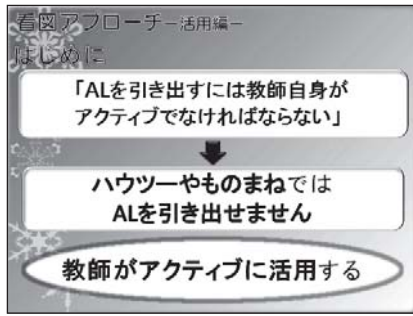 看図アプローチ－活用編－
はじめに
「ALを引き出すには教師自身が
アクティブでなければならない」
ハウツーやものまねでは
ALを引き出せません
教師がアクティブに活用する